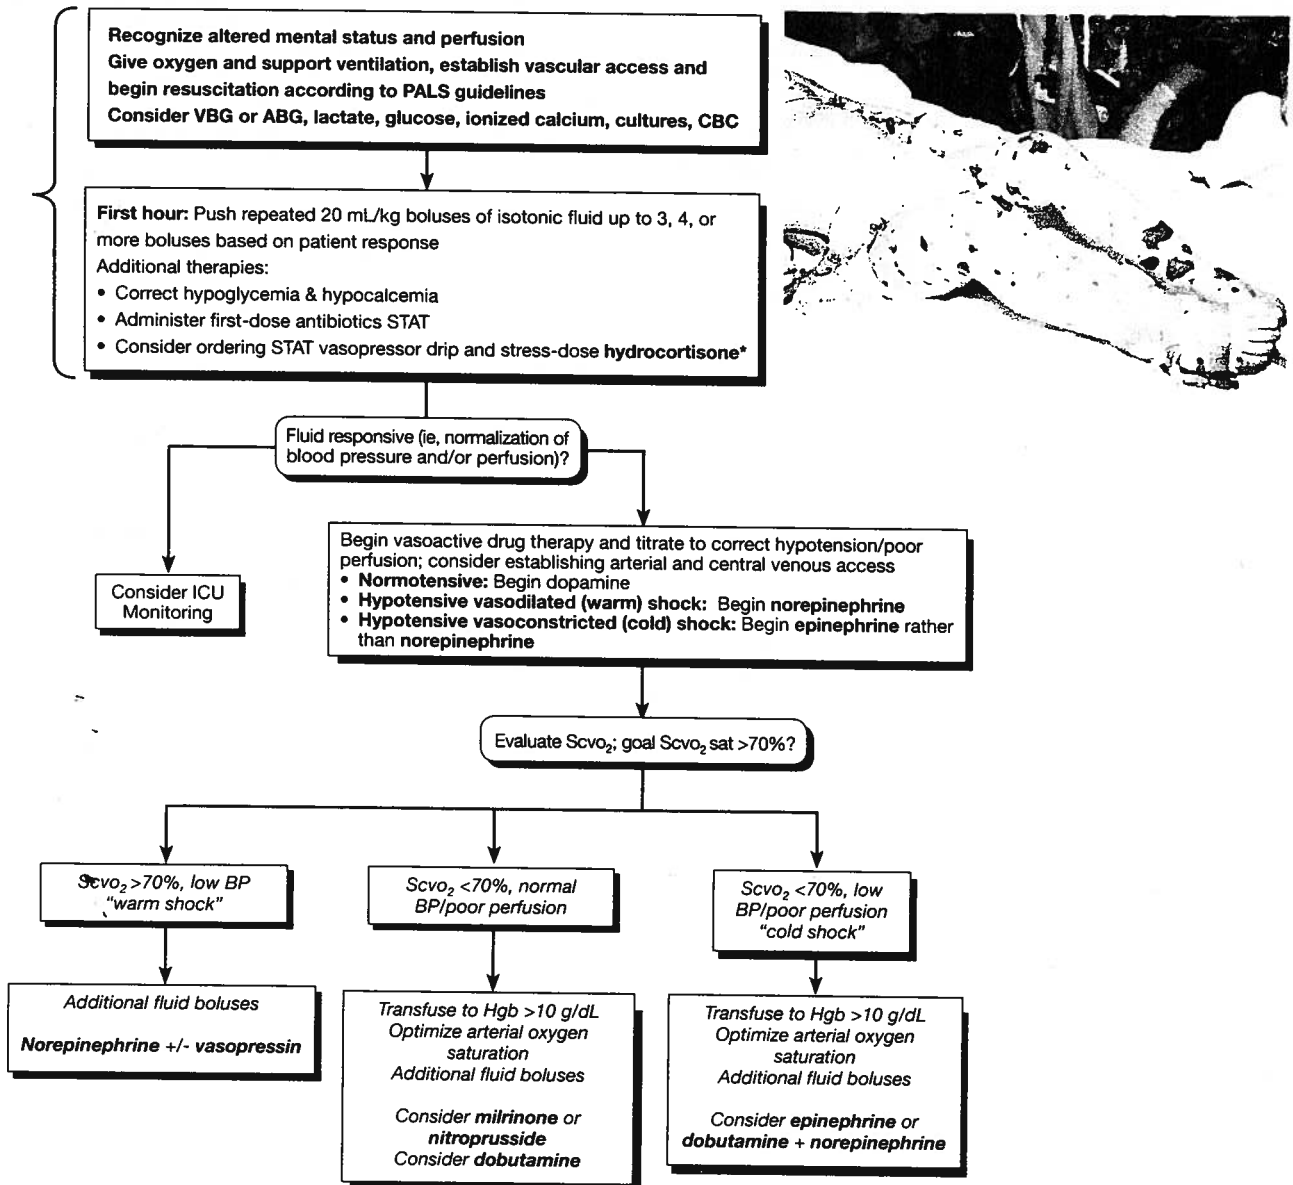 Recognize altered mental status and perfusion
Give oxygen and support ventilation, establish vascular access and
begin resuscitation according to PALS guidelines
Consider VBG or ABG, lactate, glucose, ionized calcium, cultures, CBC
First hour: Push repeated 20 mL/kg boluses of isotonic fluid up to 3, 4, or
more boluses based on patient response
Additional therapies:
• Correct hypoglycemia & hypocalcemia
• Administer first-dose antibiotics STAT
• Consider ordering STAT vasopressor drip and stress-dose hydrocortisone*
Fluid responsive (ie, normalization of
blood pressure and/or perfusion)?
Consider ICU
Monitoring
Begin vasoactive drug therapy and titrate to correct hypotension/poor
perfusion; consider establishing arterial and central venous access
• Normotensive: Begin dopamine
• Hypotensive vasodilated (warm) shock: Begin norepinephrine
• Hypotensive vasoconstricted (cold) shock: Begin epinephrine rather
than norepinephrine
Evaluate Scvo₂; goal Scvo₂ sat >70%?
Scvo₂ >70%, low BP
"warm shock"
Additional fluid boluses
Norepinephrine +/- vasopressin
Scvo₂ <70%, normal
BP/poor perfusion
Transfuse to Hgb >10 g/dL
Optimize arterial oxygen
saturation
Additional fluid boluses
Consider milrinone or
nitroprusside
Consider dobutamine
Scvo₂ <70%, low
BP/poor perfusion
"cold shock"
Transfuse to Hgb >10 g/dL
Optimize arterial oxygen
saturation
Additional fluid boluses
Consider epinephrine or
dobutamine + norepinephrine